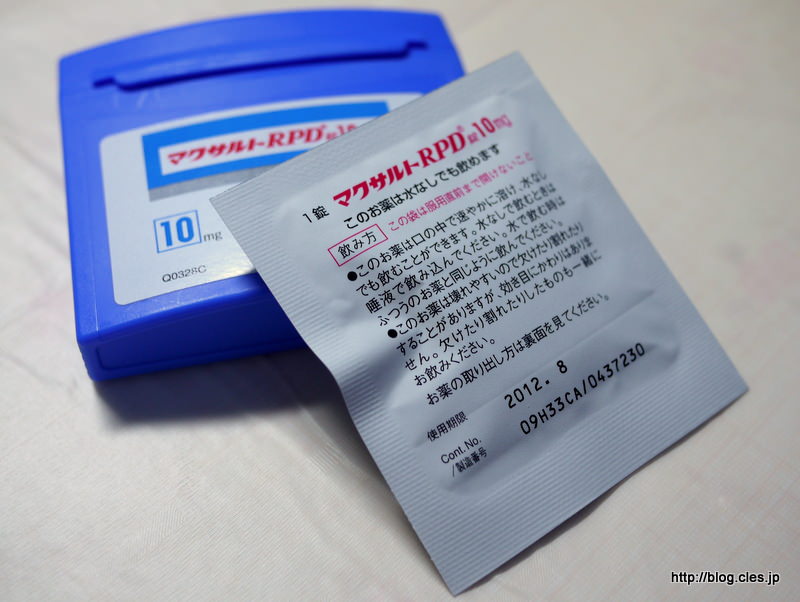 マクサルトRPD®錠10
10mg
Q0328C
1錠 マクサルトRPD®錠10mg
このお薬は水なしでも飲めます
飲み方 この袋は服用直前まで開けないこと
●このお薬は口の中で速やかに溶け、水なし
でも飲むことができます。水なしで飲むときは
唾液で飲み込んでください。水で飲む時は
ふつうのお薬と同じように飲んでください。
●このお薬は壊れやすいので欠けたり割れたり
することがありますが、効き目にかわりはありま
せん。欠けたり割れたりしたものも一緒に
お飲みください。
お薬の取り出し方は裏面を見てください。
使用期限 2012. 8
Cont.No. 09H33CA/0437230
/製造番号
http://blog.cles.jp